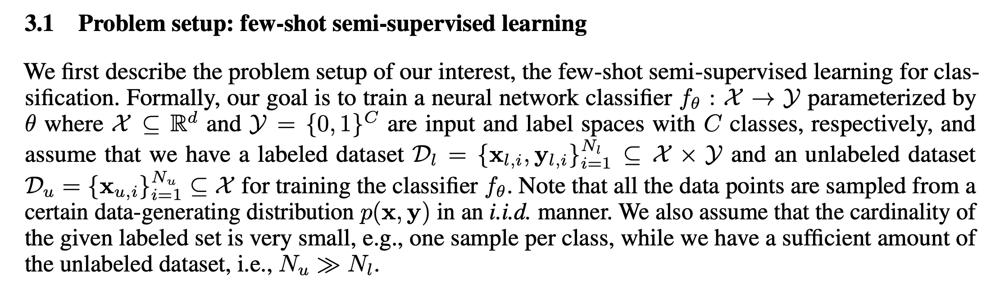 3.1 Problem setup: few-shot semi-supervised learning
We first describe the problem setup of our interest, the few-shot semi-supervised learning for clas-
sification. Formally, our goal is to train a neural network classifier $f_\theta : \mathcal{X} \to \mathcal{Y}$ parameterized by
$\theta$ where $\mathcal{X} \subseteq \mathbb{R}^d$ and $\mathcal{Y} = \{0, 1\}^C$ are input and label spaces with $C$ classes, respectively, and
assume that we have a labeled dataset $\mathcal{D}_l = \{\mathbf{x}_{l,i}, \mathbf{y}_{l,i}\}_{i=1}^{N_l} \subseteq \mathcal{X} \times \mathcal{Y}$ and an unlabeled dataset
$\mathcal{D}_u = \{\mathbf{x}_{u,i}\}_{i=1}^{N_u} \subseteq \mathcal{X}$ for training the classifier $f_\theta$. Note that all the data points are sampled from a
certain data-generating distribution $p(\mathbf{x}, \mathbf{y})$ in an i.i.d. manner. We also assume that the cardinality of
the given labeled set is very small, e.g., one sample per class, while we have a sufficient amount of
the unlabeled dataset, i.e., $N_u \gg N_l$.